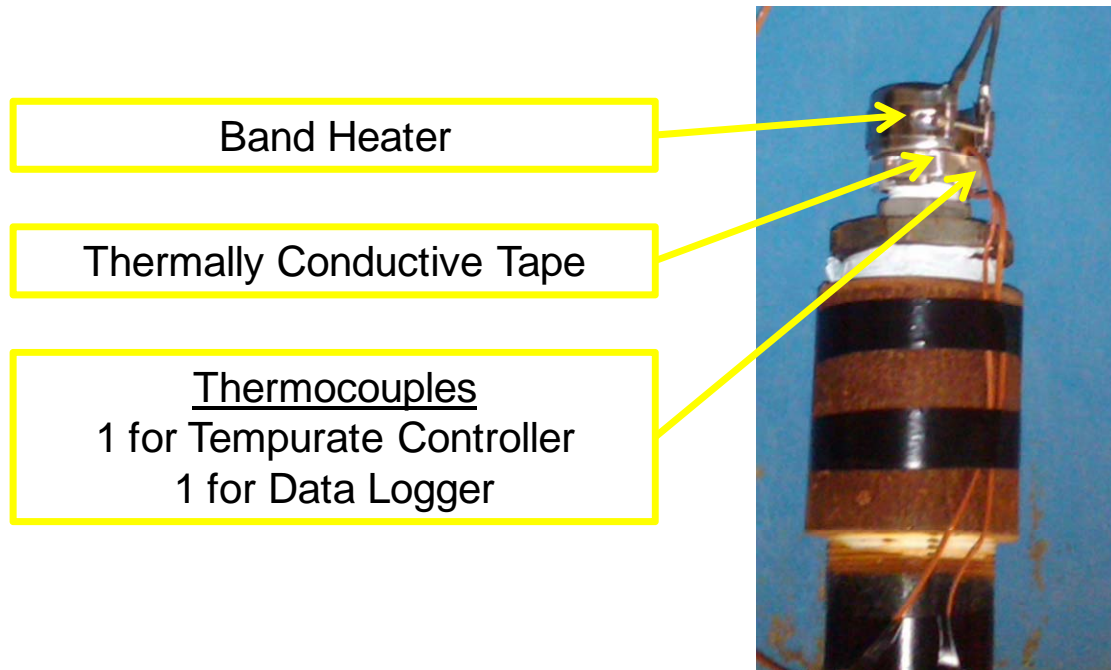 Band Heater
Thermally Conductive Tape
Thermocouples
1 for Tempurate Controller
1 for Data Logger